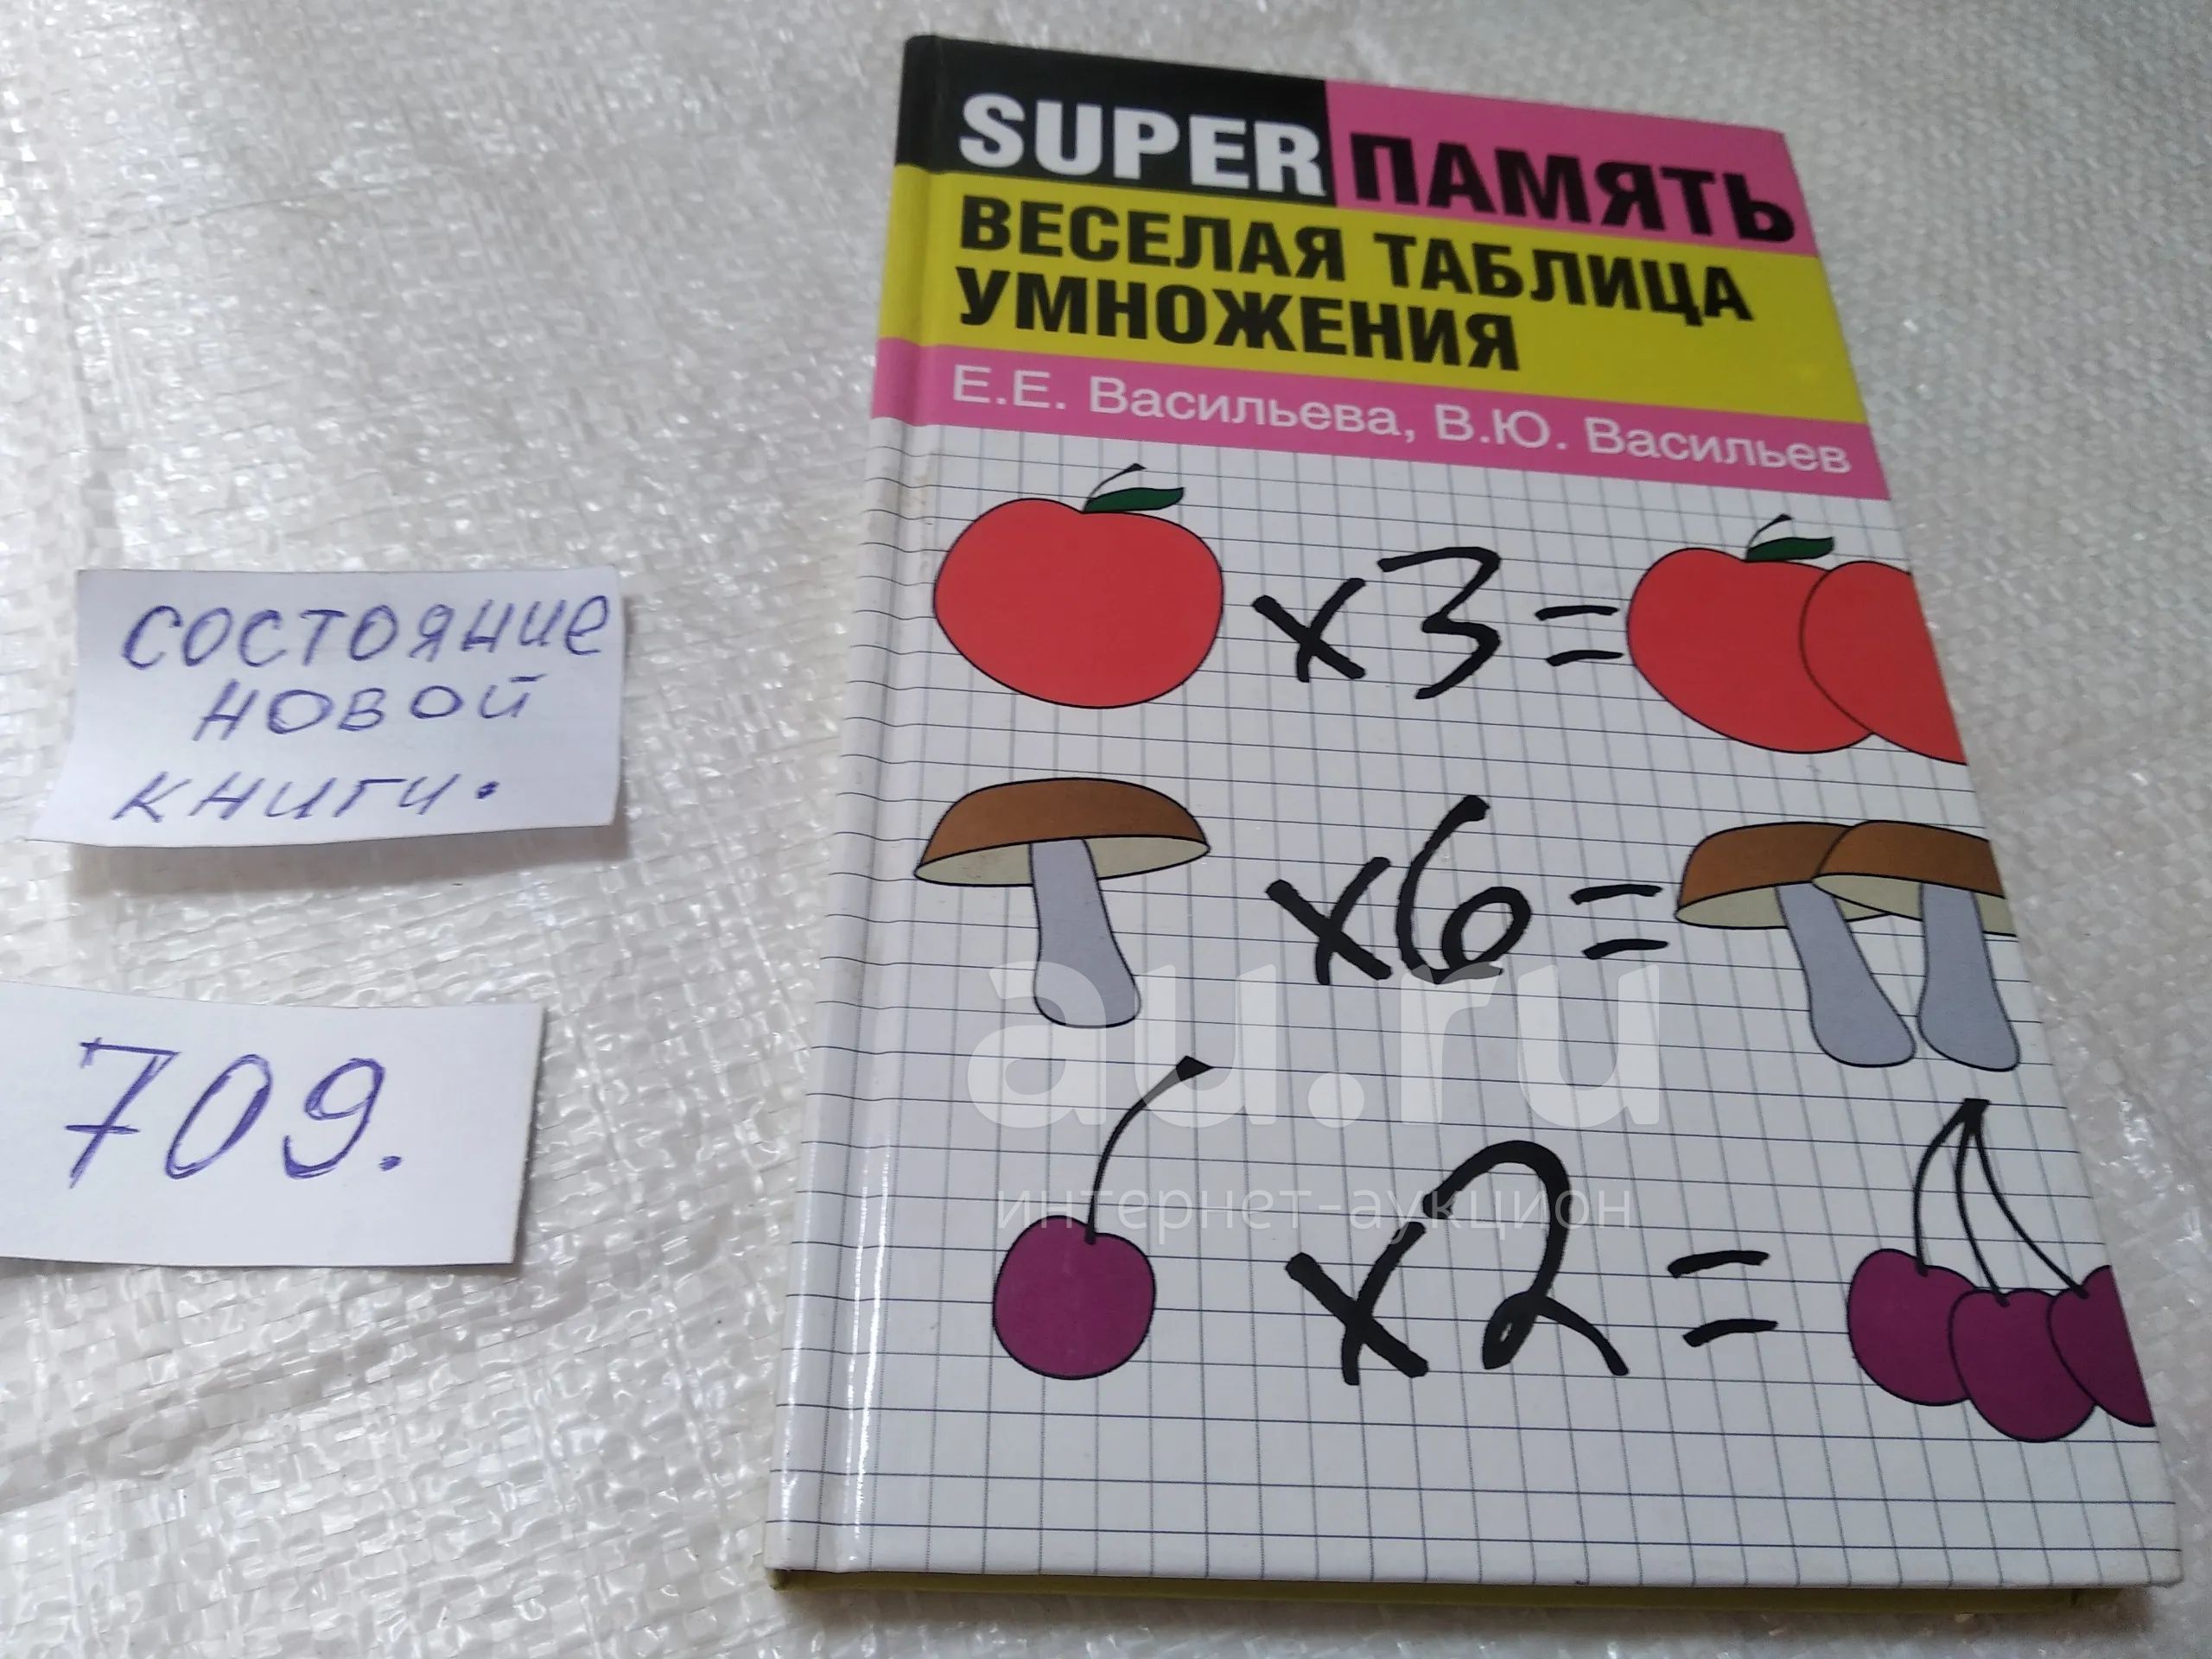 SUPER ПАМЯТЬ
ВЕСЕЛАЯ ТАБЛИЦА
УМНОЖЕНИЯ
Е.Е. Васильева, В.Ю. Васильев
x3=
x6=
x2=
состояние
новой
книги.
709.
au.ru
интернет-аукцион